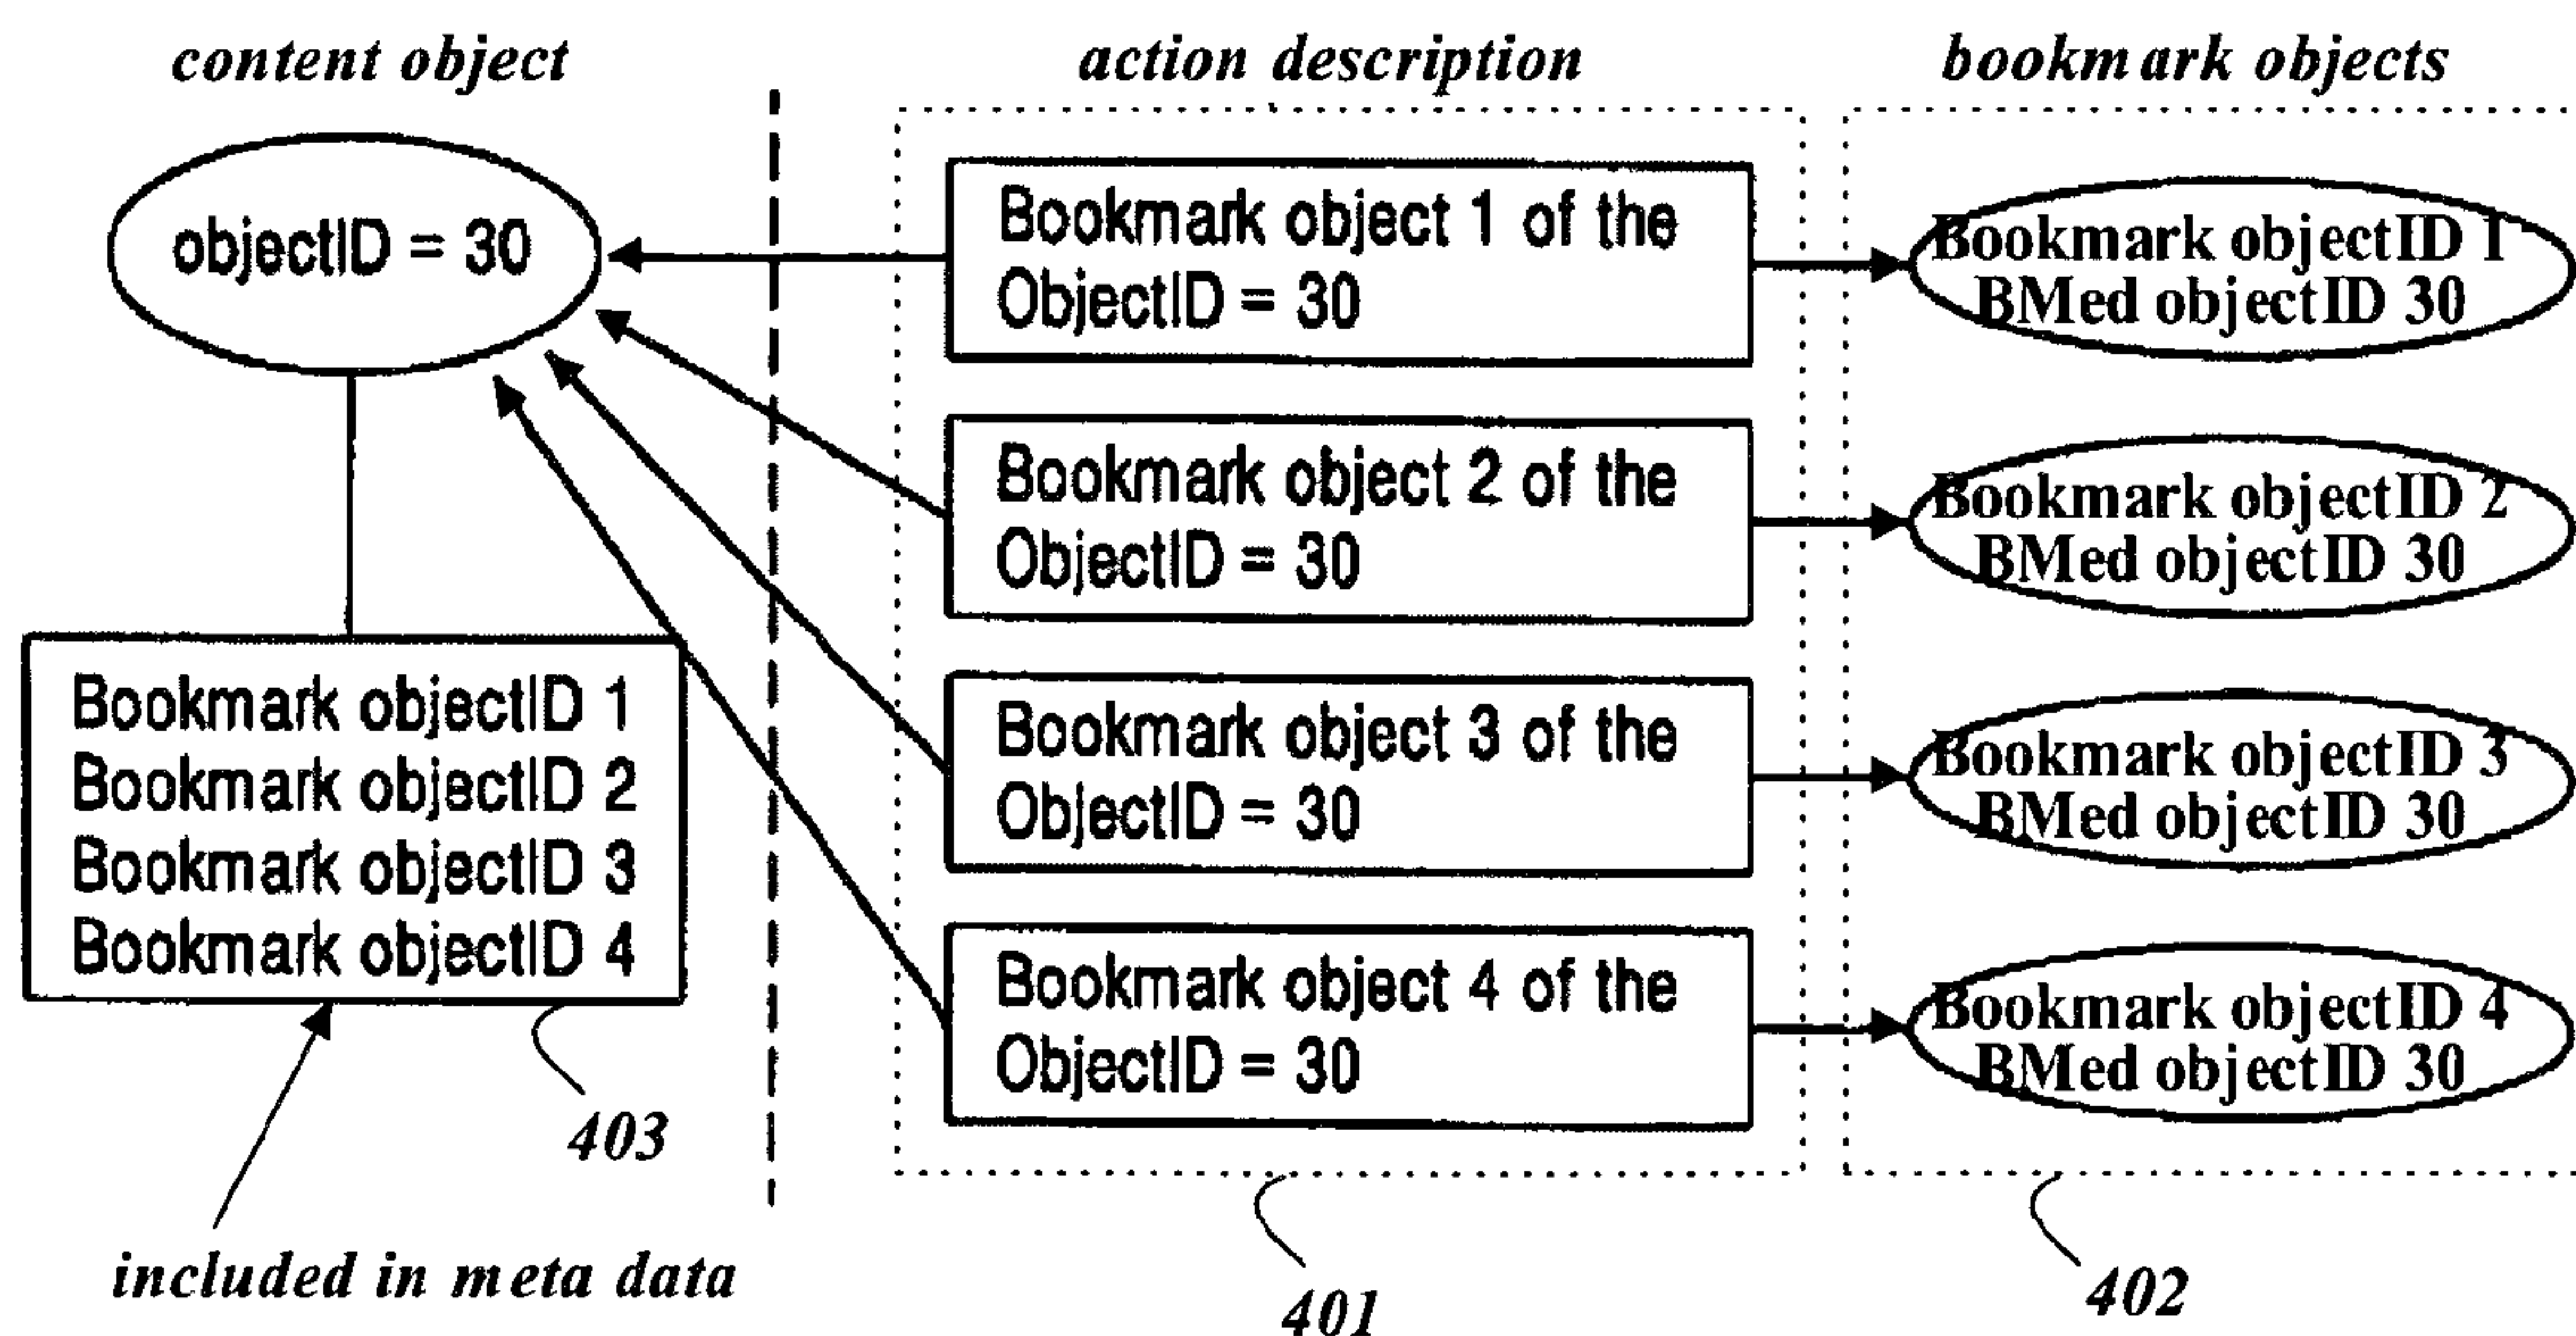 content object
objectID = 30
Bookmark objectID 1
Bookmark objectID 2
Bookmark objectID 3
Bookmark objectID 4
403
included in meta data
action description
Bookmark object 1 of the
ObjectID = 30
Bookmark object 2 of the
ObjectID = 30
Bookmark object 3 of the
ObjectID = 30
Bookmark object 4 of the
ObjectID = 30
401
bookmark objects
Bookmark objectID 1
BMed objectID 30
Bookmark objectID 2
BMed objectID 30
Bookmark objectID 3
BMed objectID 30
Bookmark objectID 4
BMed objectID 30
402